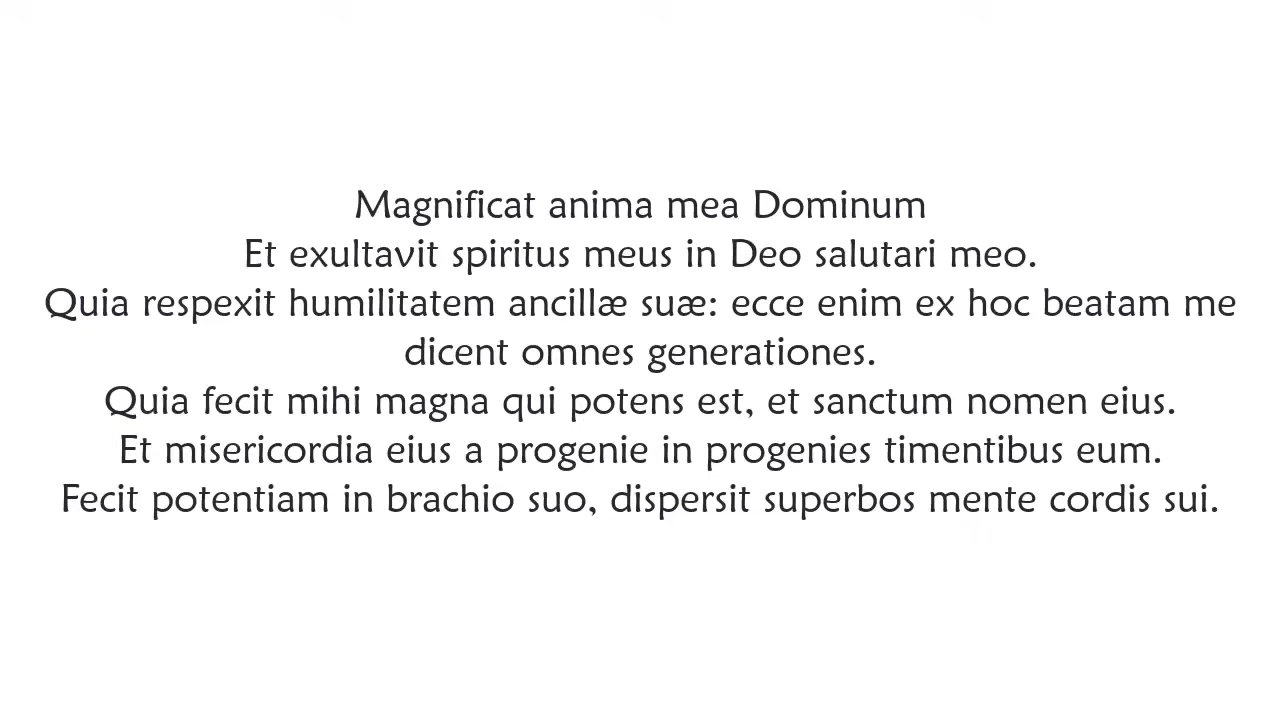 Magnificat anima mea Dominum
Et exultavit spiritus meus in Deo salutari meo.
Quia respexit humilitatem ancillæ suæ: ecce enim ex hoc beatam me
dicent omnes generationes.
Quia fecit mihi magna qui potens est, et sanctum nomen eius.
Et misericordia eius a progenie in progenies timentibus eum.
Fecit potentiam in brachio suo, dispersit superbos mente cordis sui.